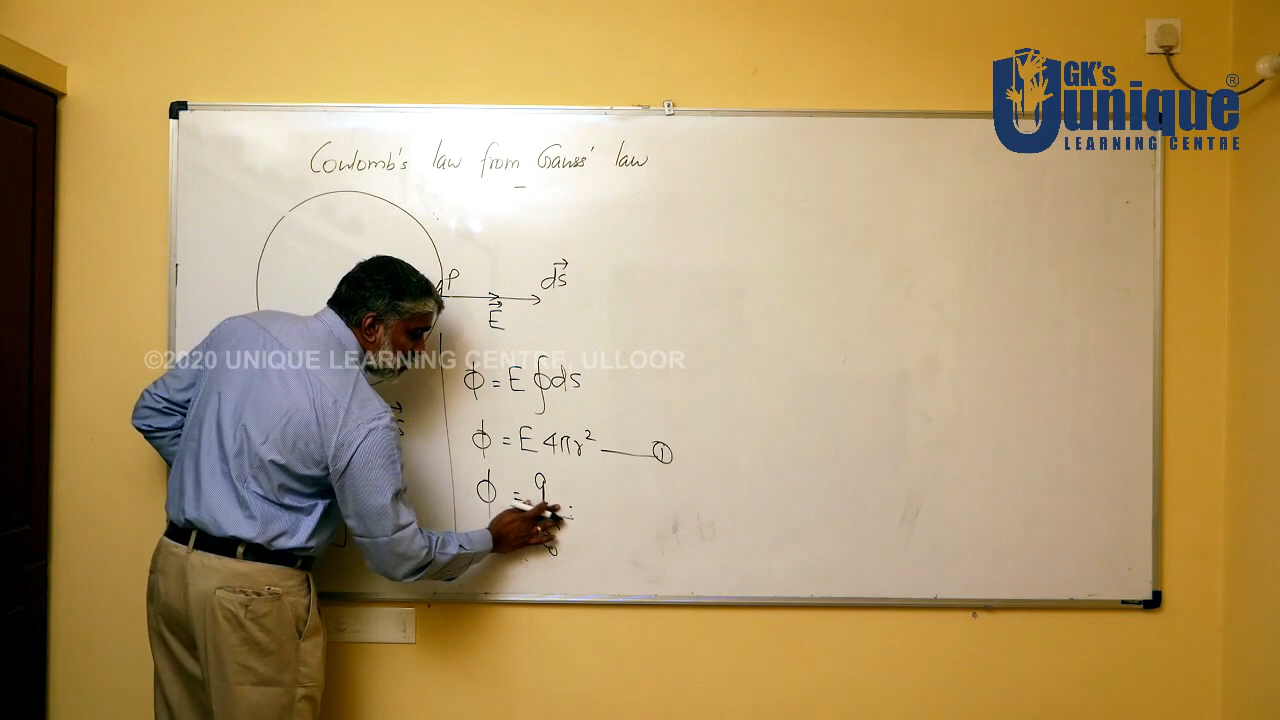 GK's
unique ®
LEARNING CENTRE
Coulomb's law from Gauss' law
P
ds
E
©2020 UNIQUE LEARNING CENTRE, ULLOOR
ϕ = E ∮ds
ϕ = E 4πr² —— ①
ϕ = q